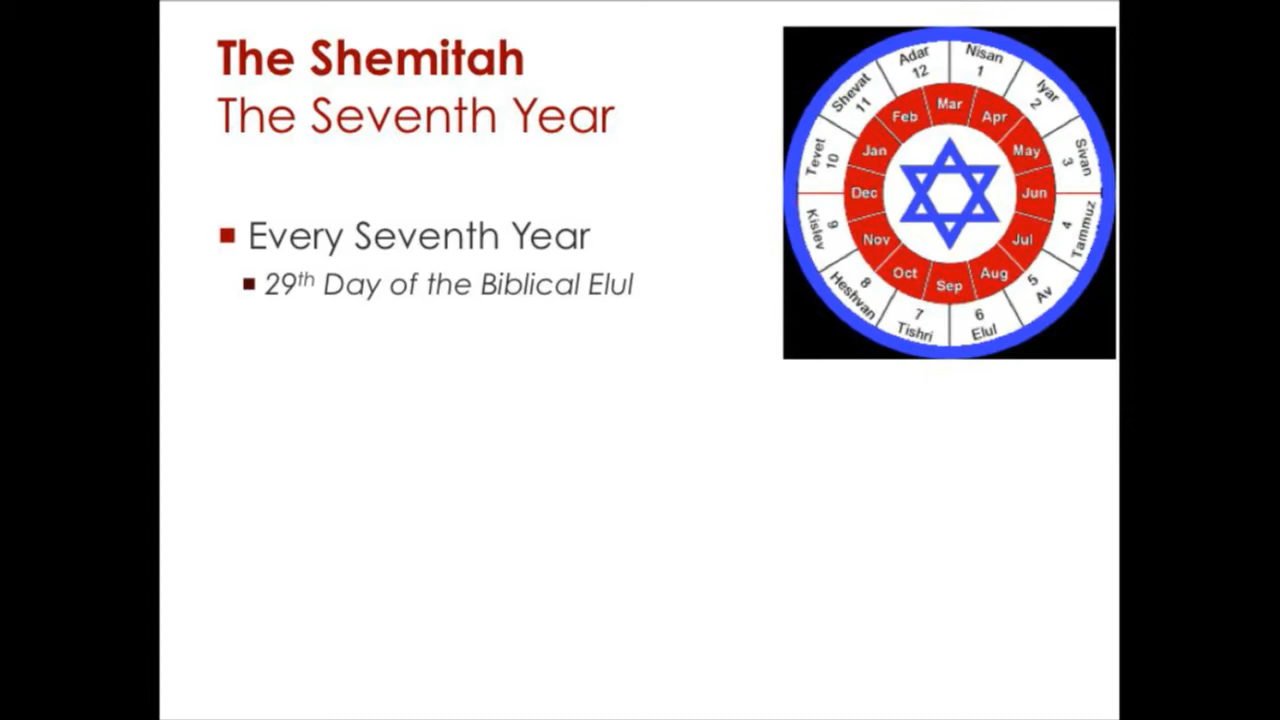 The Shemitah
The Seventh Year
Every Seventh Year
29th Day of the Biblical Elul
Nisan
1
Iyar
2
Sivan
3
Tammuz
4
Av
5
Elul
6
Tishri
7
Heshvan
8
Kislev
9
Tevet
10
Shevat
11
Adar
12
Mar
Apr
May
Jun
Jul
Aug
Sep
Oct
Nov
Dec
Jan
Feb